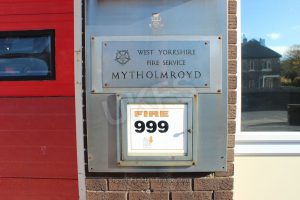 WEST YORKSHIRE
FIRE SERVICE
MYTHOLMROYD
FIRE
999